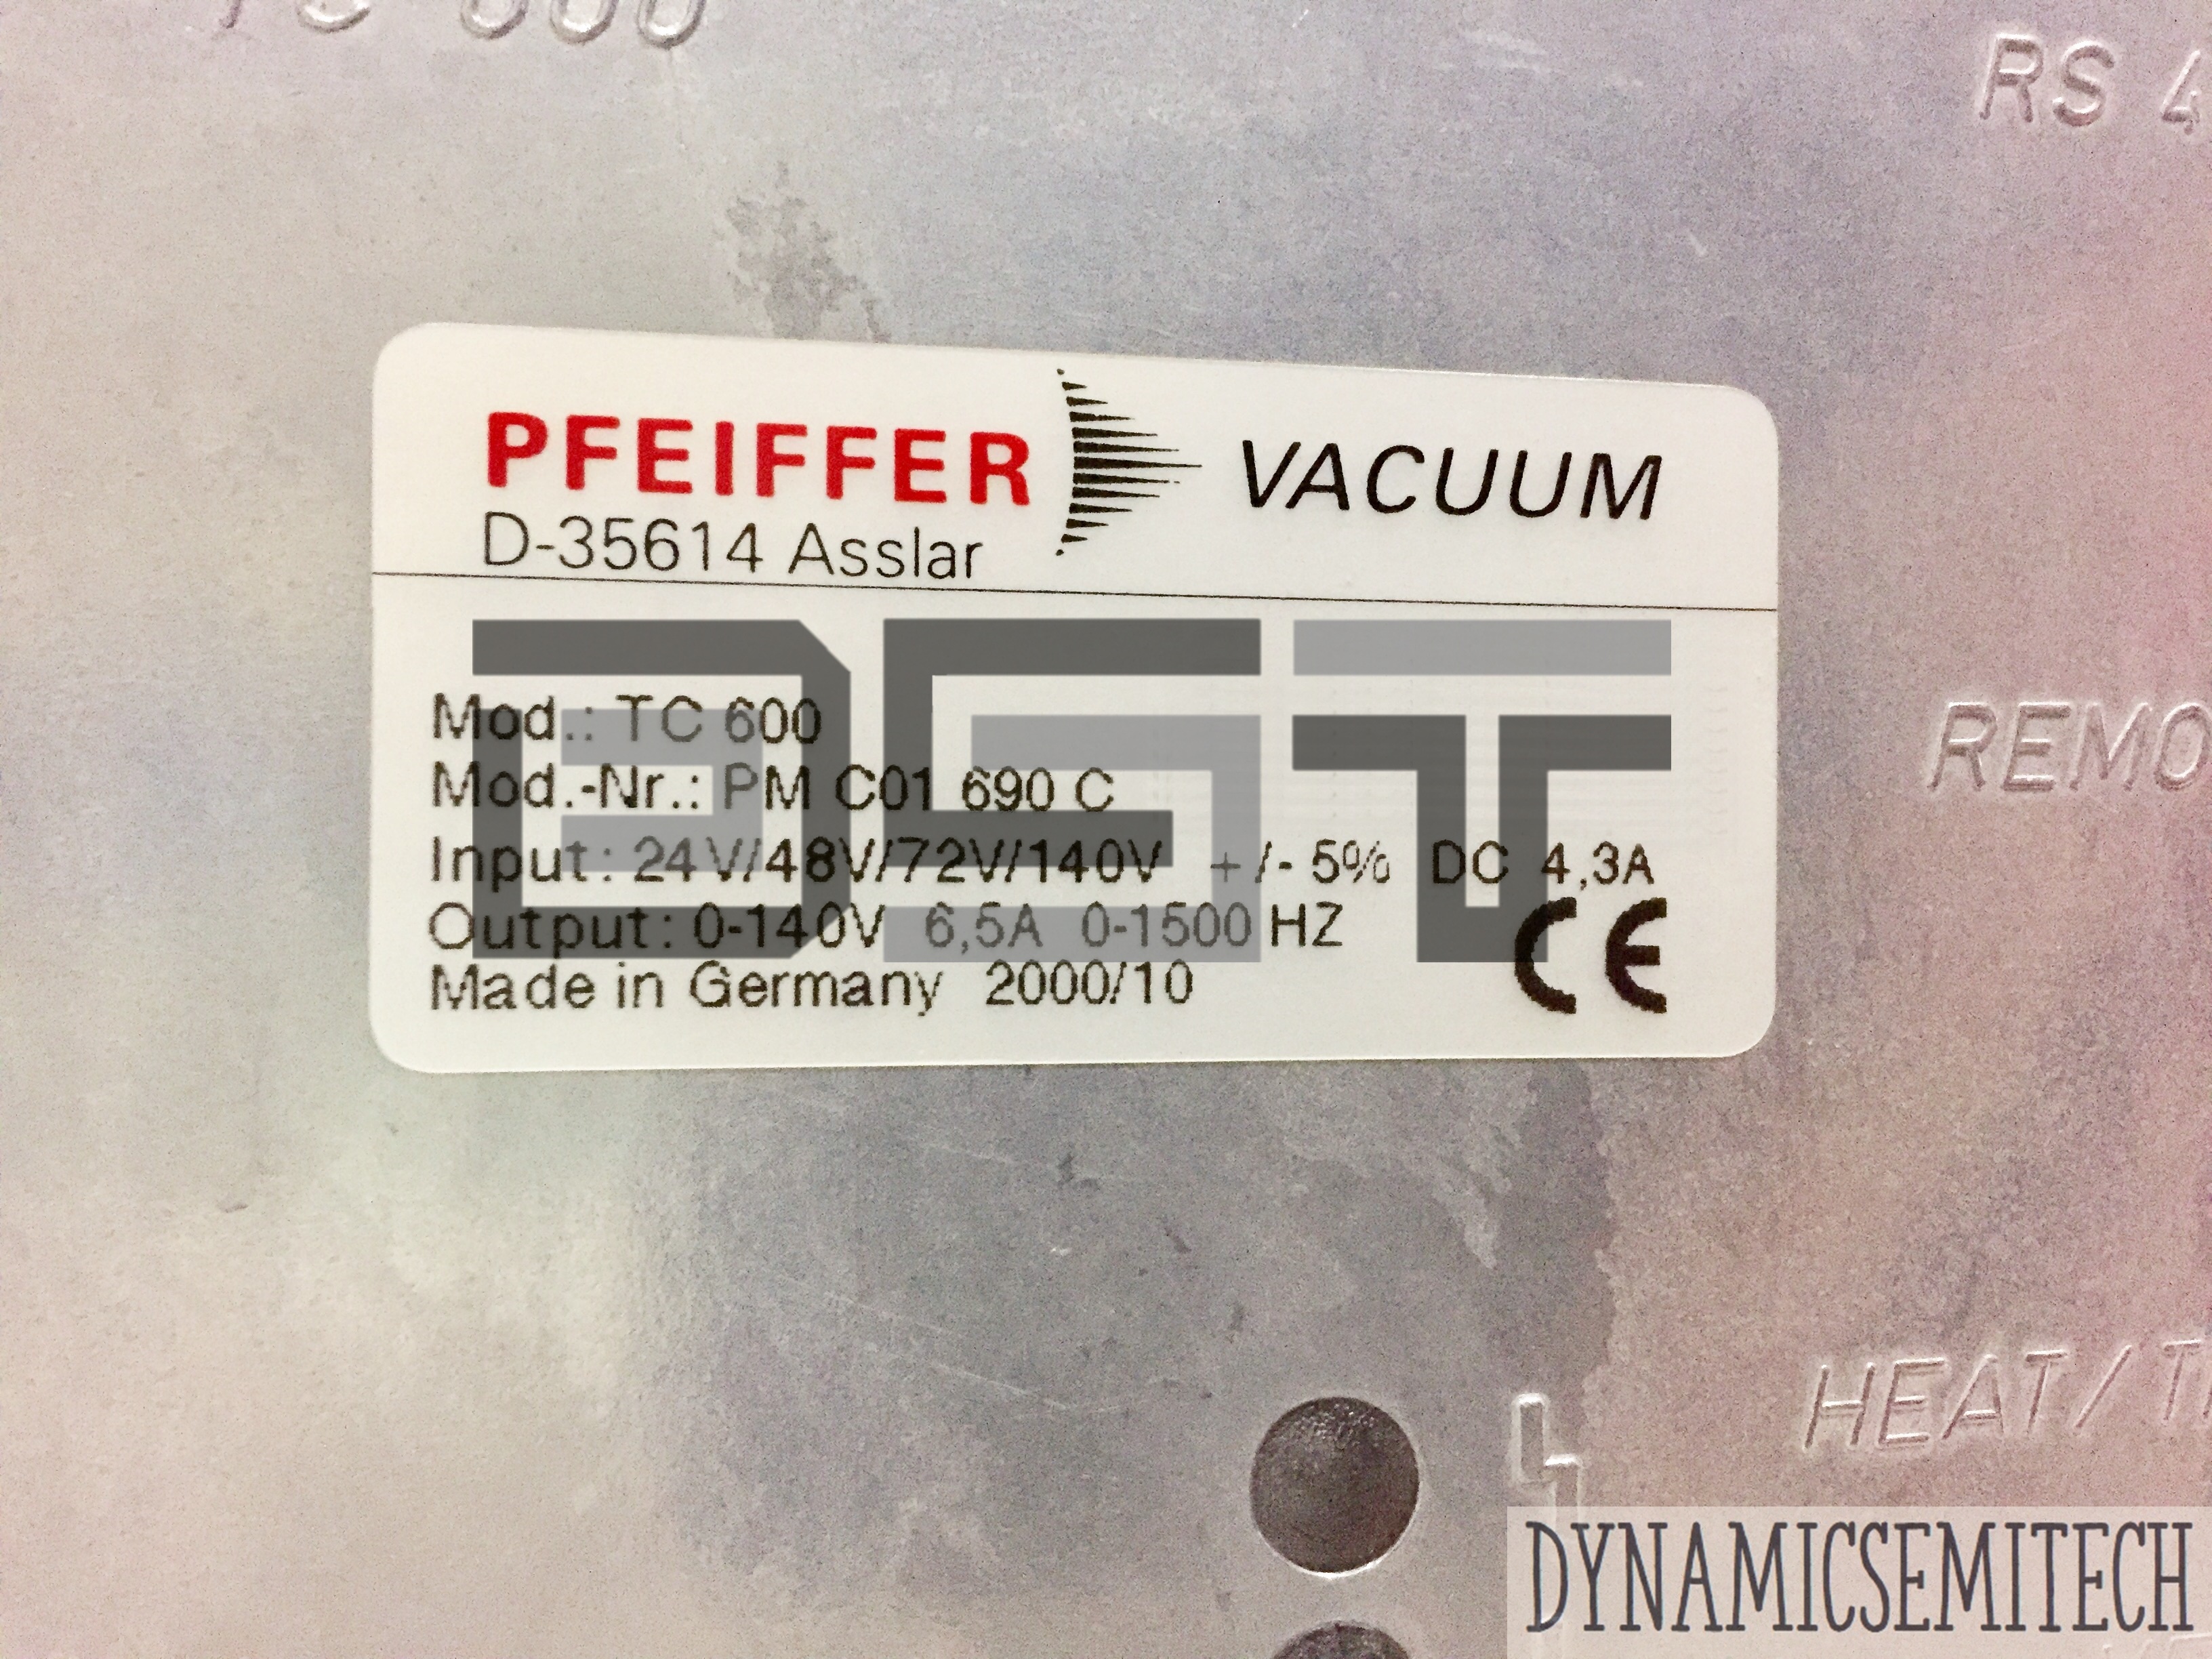 RS 4
PFEIFFER VACUUM
D-35614 Asslar
DST
Mod.: TC 600
Mod.-Nr.: PM C01 690 C
Input: 24V/48V/72V/140V +/- 5% DC 4,3A
Output: 0-140V 6,5A 0-1500 HZ
Made in Germany 2000/10
CE
REMO
HEAT/T
DYNAMICSEMITECH